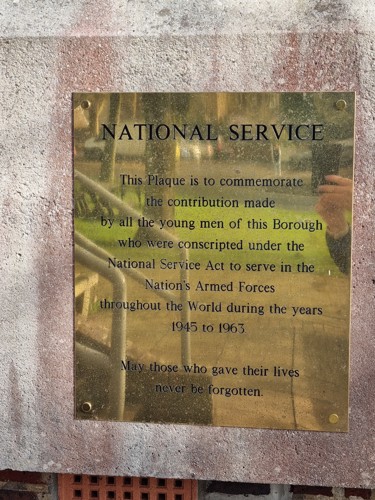 NATIONAL SERVICE
This Plaque is to commemorate
the contribution made
by all the young men of this Borough
who were conscripted under the
National Service Act to serve in the
Nation's Armed Forces
throughout the World during the years
1945 to 1963
May those who gave their lives
never be forgotten.